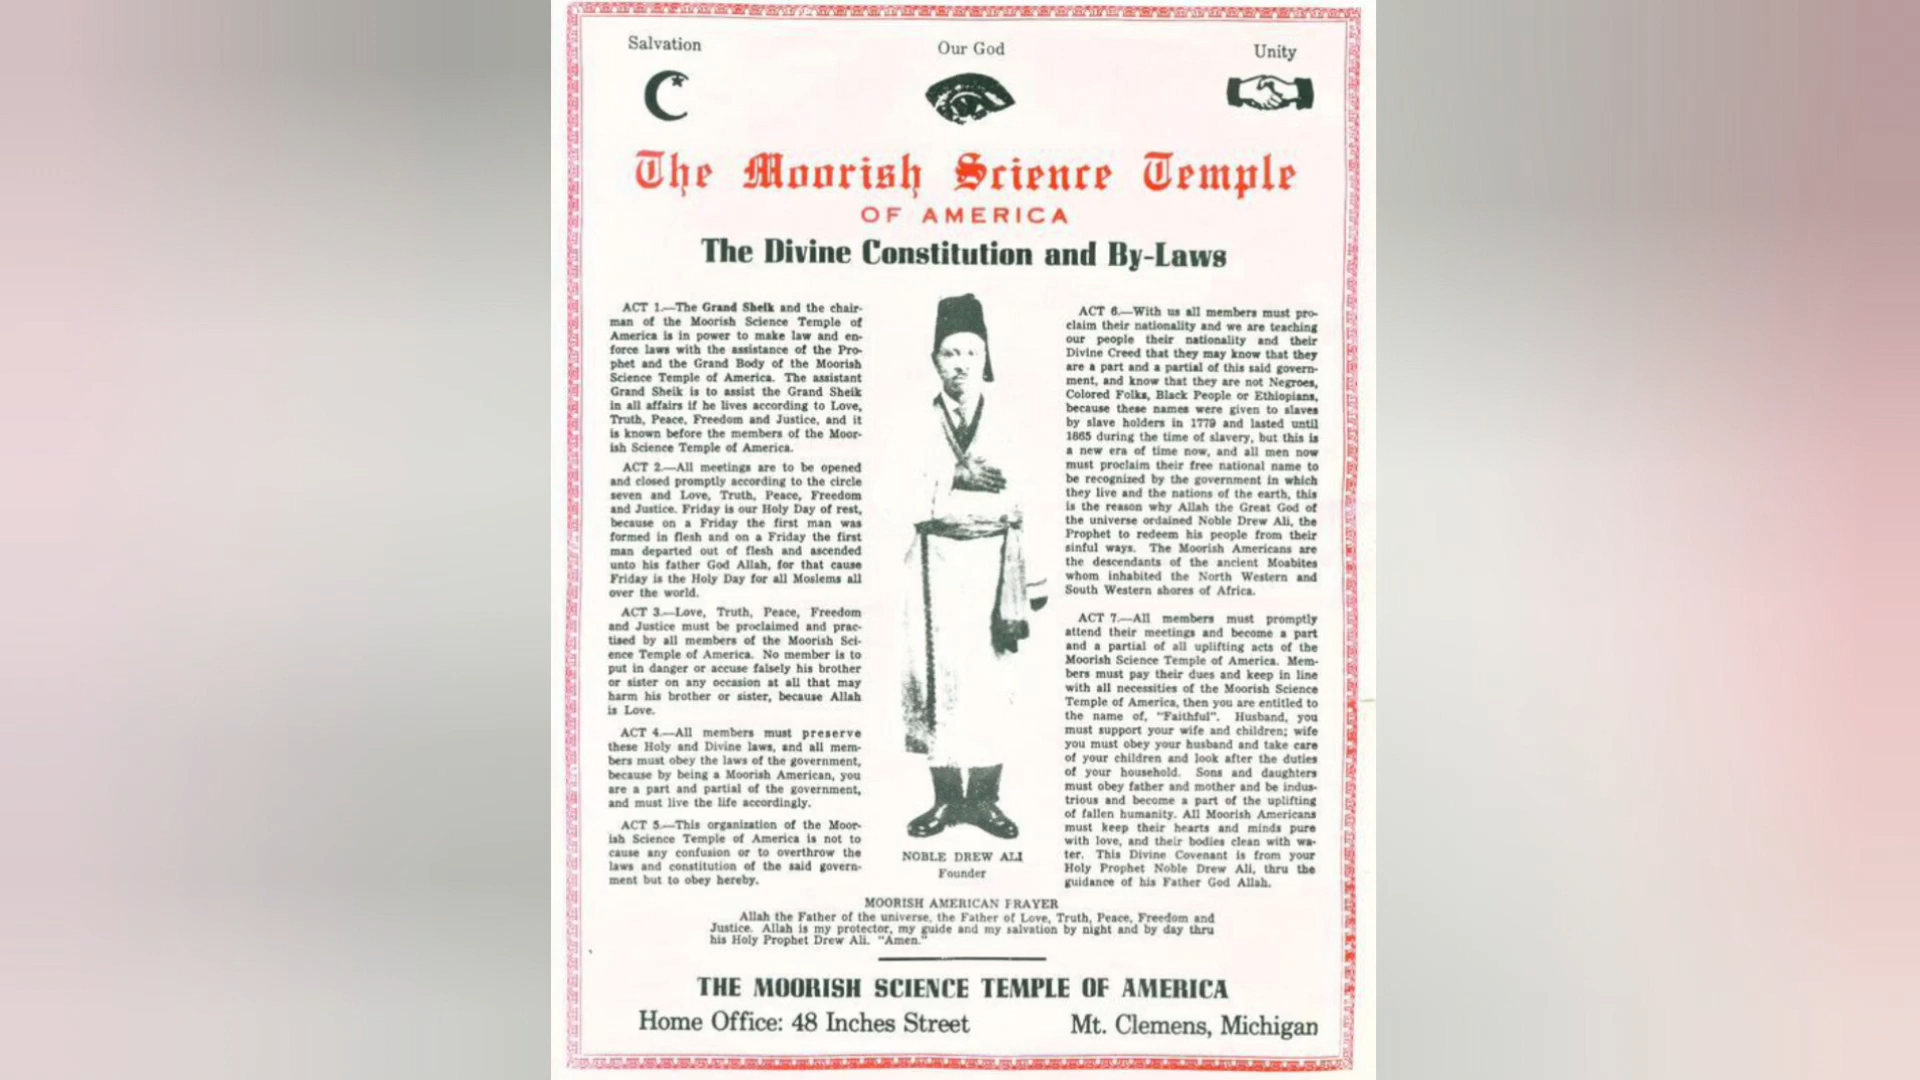 Salvation
Our God
Unity
The Moorish Science Temple
OF AMERICA
The Divine Constitution and By-Laws
ACT 1.—The Grand Sheik and the chair-
man of the Moorish Science Temple of
America is in power to make law and en-
force laws with the assistance of the Pro-
phet and the Grand Body of the Moorish
Science Temple of America. The assistant
Grand Sheik is to assist the Grand Sheik
in all affairs if he lives according to Love,
Truth, Peace, Freedom and Justice, and it
is known before the members of the Moor-
ish Science Temple of America.
ACT 2.—All meetings are to be opened
and closed promptly according to the circle
seven and Love, Truth, Peace, Freedom
and Justice. Friday is our Holy Day of rest,
because on a Friday the first man was
formed in flesh and on a Friday the first
man departed out of flesh and ascended
unto his father God Allah, for that cause
Friday is the Holy Day for all Moslems all
over the world.
ACT 3.—Love, Truth, Peace, Freedom
and Justice must be proclaimed and prac-
tised by all members of the Moorish Sci-
ence Temple of America. No member is to
put in danger or accuse falsely his brother
or sister on any occasion at all that may
harm his brother or sister, because Allah
is Love.
ACT 4.—All members must preserve
these Holy and Divine laws, and all mem-
bers must obey the laws of the government,
because by being a Moorish American, you
are a part and partial of the government,
and must live the life accordingly.
ACT 5.—This organization of the Moor-
ish Science Temple of America is not to
cause any confusion or to overthrow the
laws and constitution of the said govern-
ment but to obey hereby.
NOBLE DREW ALI
Founder
ACT 6.—With us all members must pro-
claim their nationality and we are teaching
our people their nationality and their
Divine Creed that they may know that they
are a part and a partial of this said govern-
ment, and know that they are not Negroes,
Colored Folks, Black People or Ethiopians,
because these names were given to slaves
by slave holders in 1779 and lasted until
1865 during the time of slavery, but this is
a new era of time now, and all men now
must proclaim their free national name to
be recognized by the government in which
they live and the nations of the earth, this
is the reason why Allah the Great God of
the universe ordained Noble Drew Ali, the
Prophet to redeem his people from their
sinful ways. The Moorish Americans are
the descendants of the ancient Moabites
whom inhabited the North Western and
South Western shores of Africa.
ACT 7.—All members must promptly
attend their meetings and become a part
and a partial of all uplifting acts of the
Moorish Science Temple of America. Mem-
bers must pay their dues and keep in line
with all necessities of the Moorish Science
Temple of America, then you are entitled to
the name of, "Faithful". Husband, you
must support your wife and children; wife
you must obey your husband and take care
of your children and look after the duties
of your household. Sons and daughters
must obey father and mother and be indus-
trious and become a part of the uplifting
of fallen humanity. All Moorish Americans
must keep their hearts and minds pure
with love, and their bodies clean with wa-
ter. This Divine Covenant is from your
Holy Prophet Noble Drew Ali, thru the
guidance of his Father God Allah.
MOORISH AMERICAN FRAYER
Allah the Father of the universe, the Father of Love, Truth, Peace, Freedom and
Justice. Allah is my protector, my guide and my salvation by night and by day thru
his Holy Prophet Drew Ali. "Amen."
THE MOORISH SCIENCE TEMPLE OF AMERICA
Home Office: 48 Inches Street
Mt. Clemens, Michigan